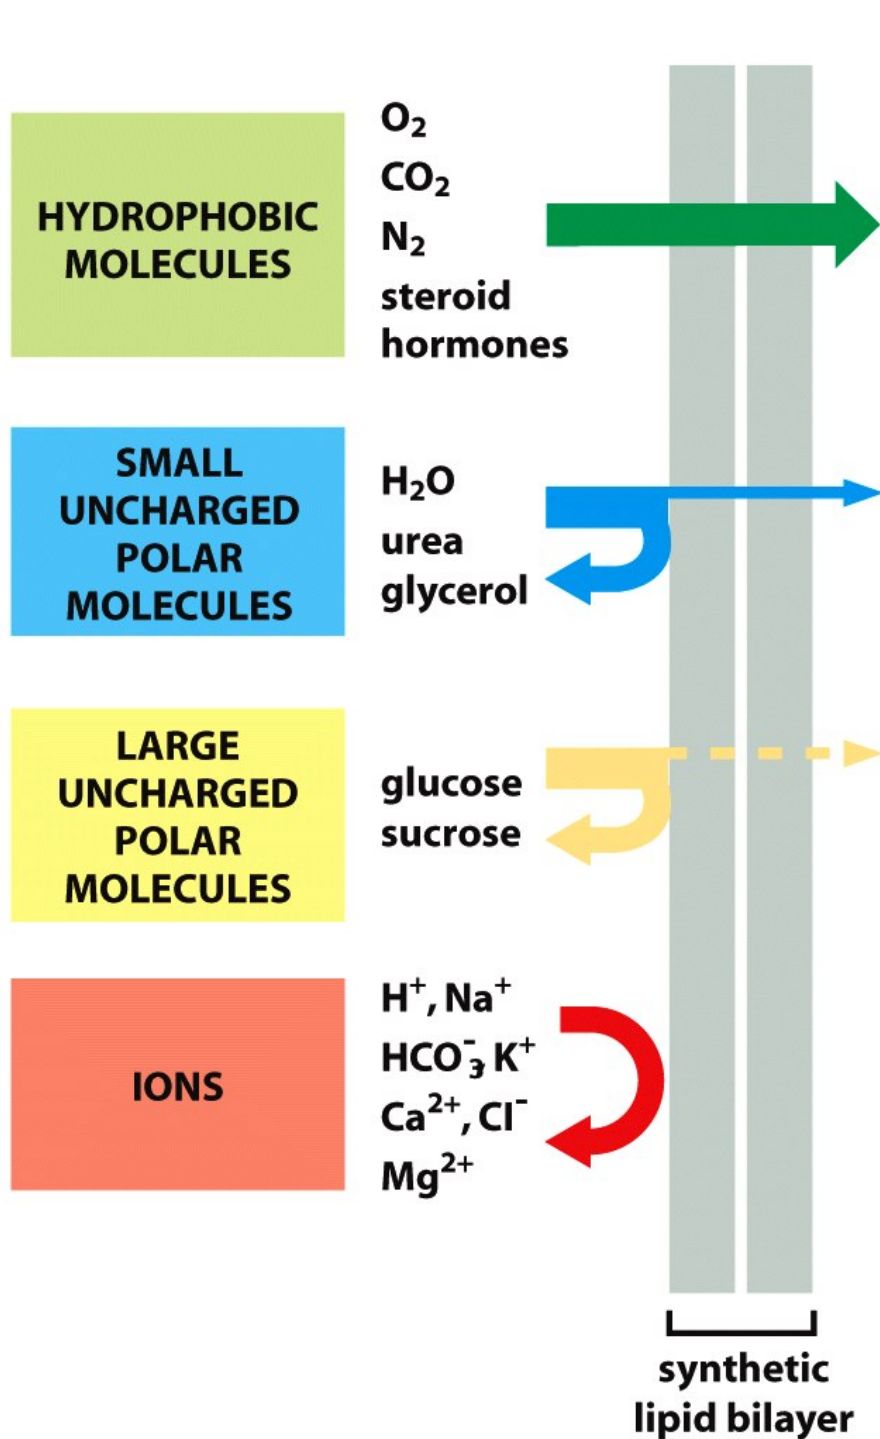 HYDROPHOBIC
MOLECULES
O₂
CO₂
N₂
steroid
hormones
SMALL
UNCHARGED
POLAR
MOLECULES
H₂O
urea
glycerol
LARGE
UNCHARGED
POLAR
MOLECULES
glucose
sucrose
IONS
H⁺, Na⁺
HCO₃⁻, K⁺
Ca²⁺, Cl⁻
Mg²⁺
synthetic
lipid bilayer